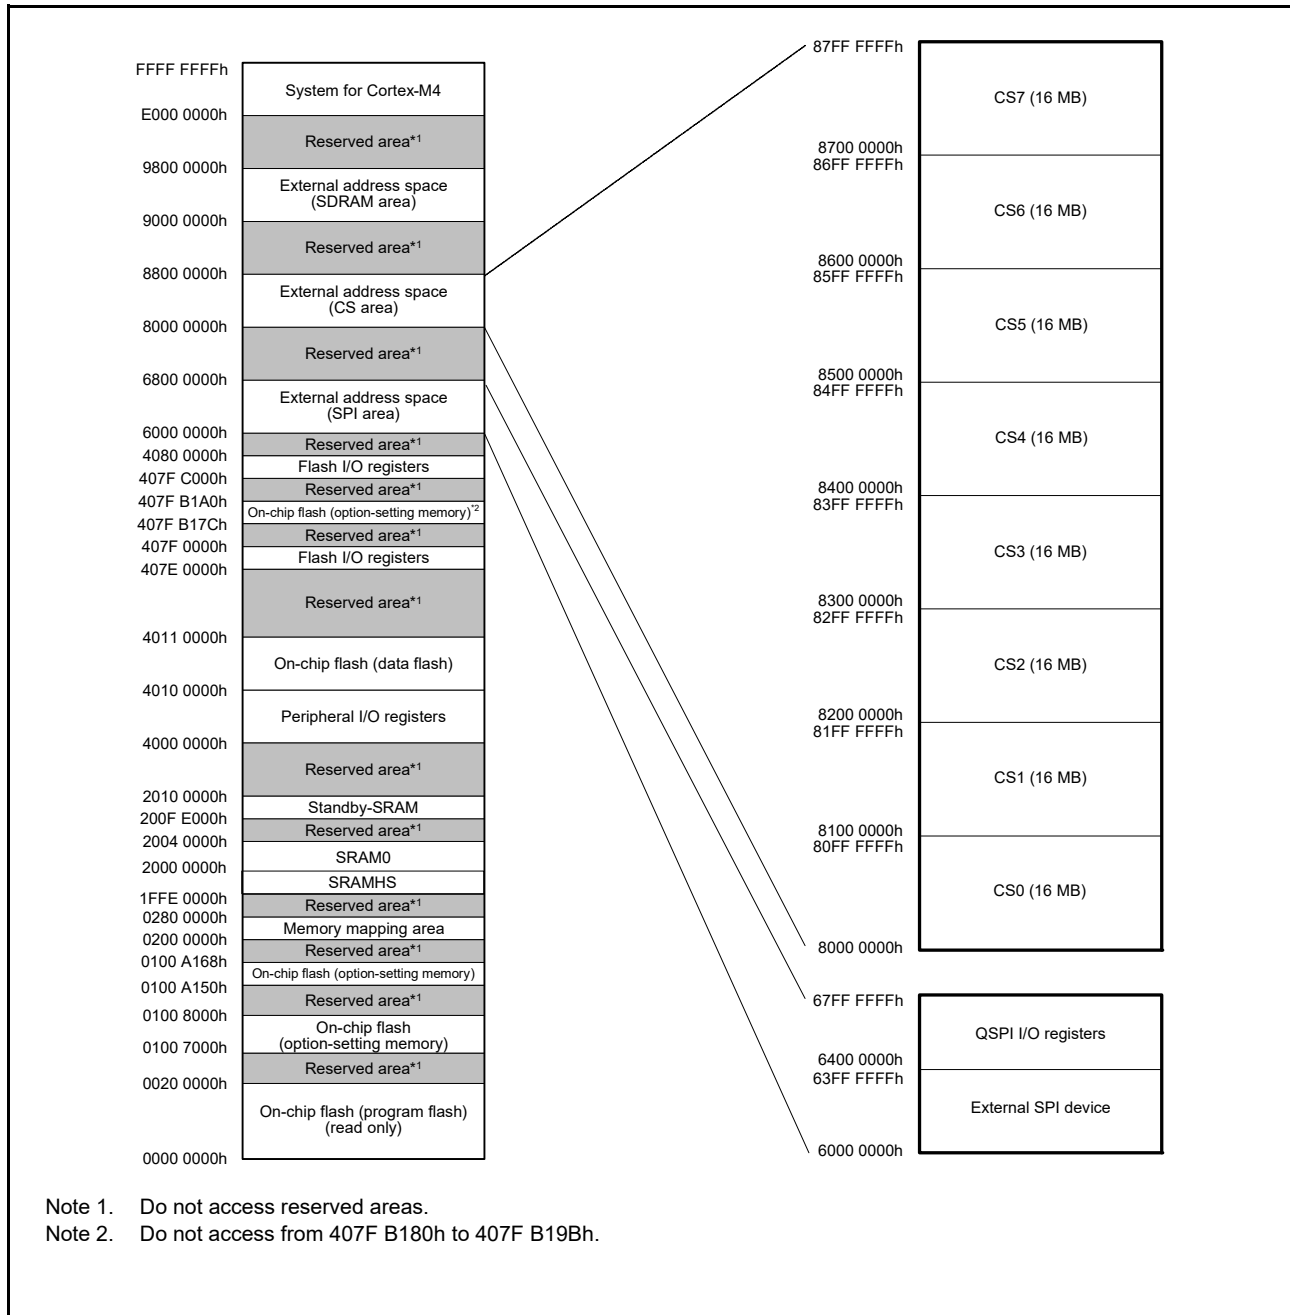 FFFF FFFFh
System for Cortex-M4
E000 0000h
Reserved area*1
9800 0000h
External address space
(SDRAM area)
9000 0000h
Reserved area*1
8800 0000h
External address space
(CS area)
8000 0000h
Reserved area*1
6800 0000h
External address space
(SPI area)
6000 0000h
Reserved area*1
4080 0000h
Flash I/O registers
407F C000h
Reserved area*1
407F B1A0h
On-chip flash (option-setting memory)*2
407F B17Ch
Reserved area*1
407F 0000h
Flash I/O registers
407E 0000h
Reserved area*1
4011 0000h
On-chip flash (data flash)
4010 0000h
Peripheral I/O registers
4000 0000h
Reserved area*1
2010 0000h
Standby-SRAM
200F E000h
Reserved area*1
2004 0000h
SRAM0
2000 0000h
SRAMHS
1FFE 0000h
Reserved area*1
0280 0000h
Memory mapping area
0200 0000h
Reserved area*1
0100 A168h
On-chip flash (option-setting memory)
0100 A150h
Reserved area*1
0100 8000h
On-chip flash
(option-setting memory)
0100 7000h
Reserved area*1
0020 0000h
On-chip flash (program flash)
(read only)
0000 0000h
87FF FFFFh
CS7 (16 MB)
8700 0000h
86FF FFFFh
CS6 (16 MB)
8600 0000h
85FF FFFFh
CS5 (16 MB)
8500 0000h
84FF FFFFh
CS4 (16 MB)
8400 0000h
83FF FFFFh
CS3 (16 MB)
8300 0000h
82FF FFFFh
CS2 (16 MB)
8200 0000h
81FF FFFFh
CS1 (16 MB)
8100 0000h
80FF FFFFh
CS0 (16 MB)
8000 0000h
67FF FFFFh
QSPI I/O registers
6400 0000h
63FF FFFFh
External SPI device
6000 0000h
Note 1. Do not access reserved areas.
Note 2. Do not access from 407F B180h to 407F B19Bh.